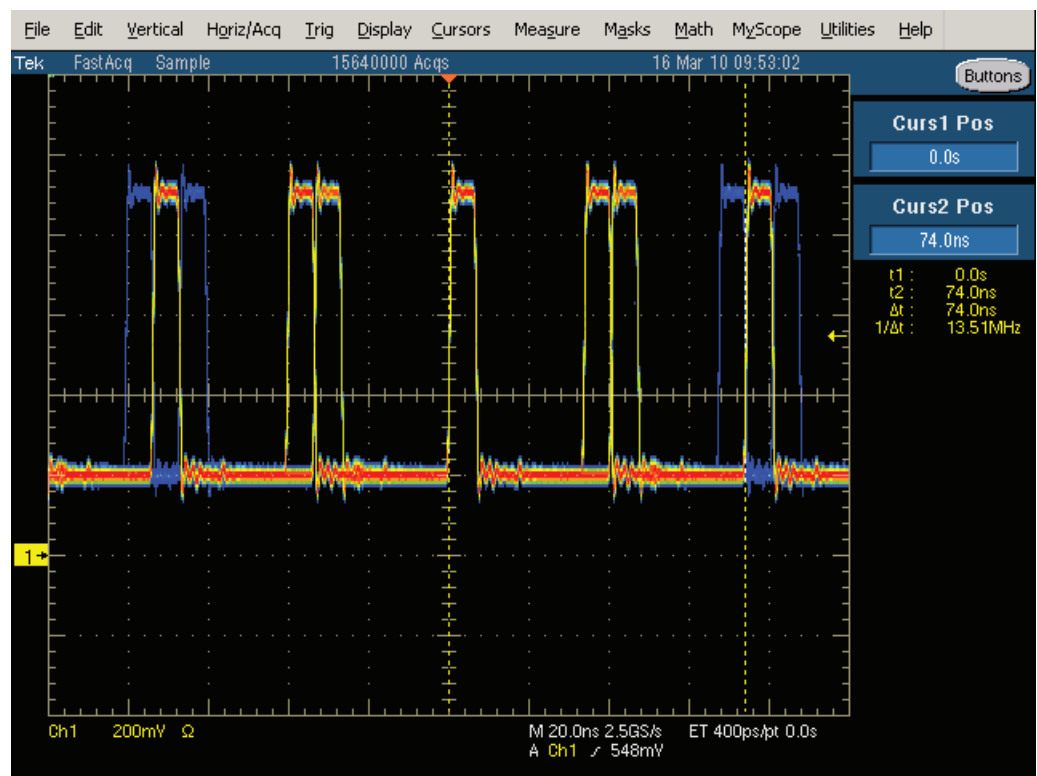 File Edit Vertical Horiz/Acq Trig Display Cursors Measure Masks Math MyScope Utilities Help
Tek FastAcq Sample 15640000 Acqs 16 Mar 10 09:53:02
Buttons
Curs1 Pos
0.0s
Curs2 Pos
74.0ns
t1 : 0.0s
t2 : 74.0ns
Δt : 74.0ns
1/Δt : 13.51MHz
1
Ch1 200mV Ω M 20.0ns 2.5GS/s ET 400ps/pt 0.0s
A Ch1 548mV